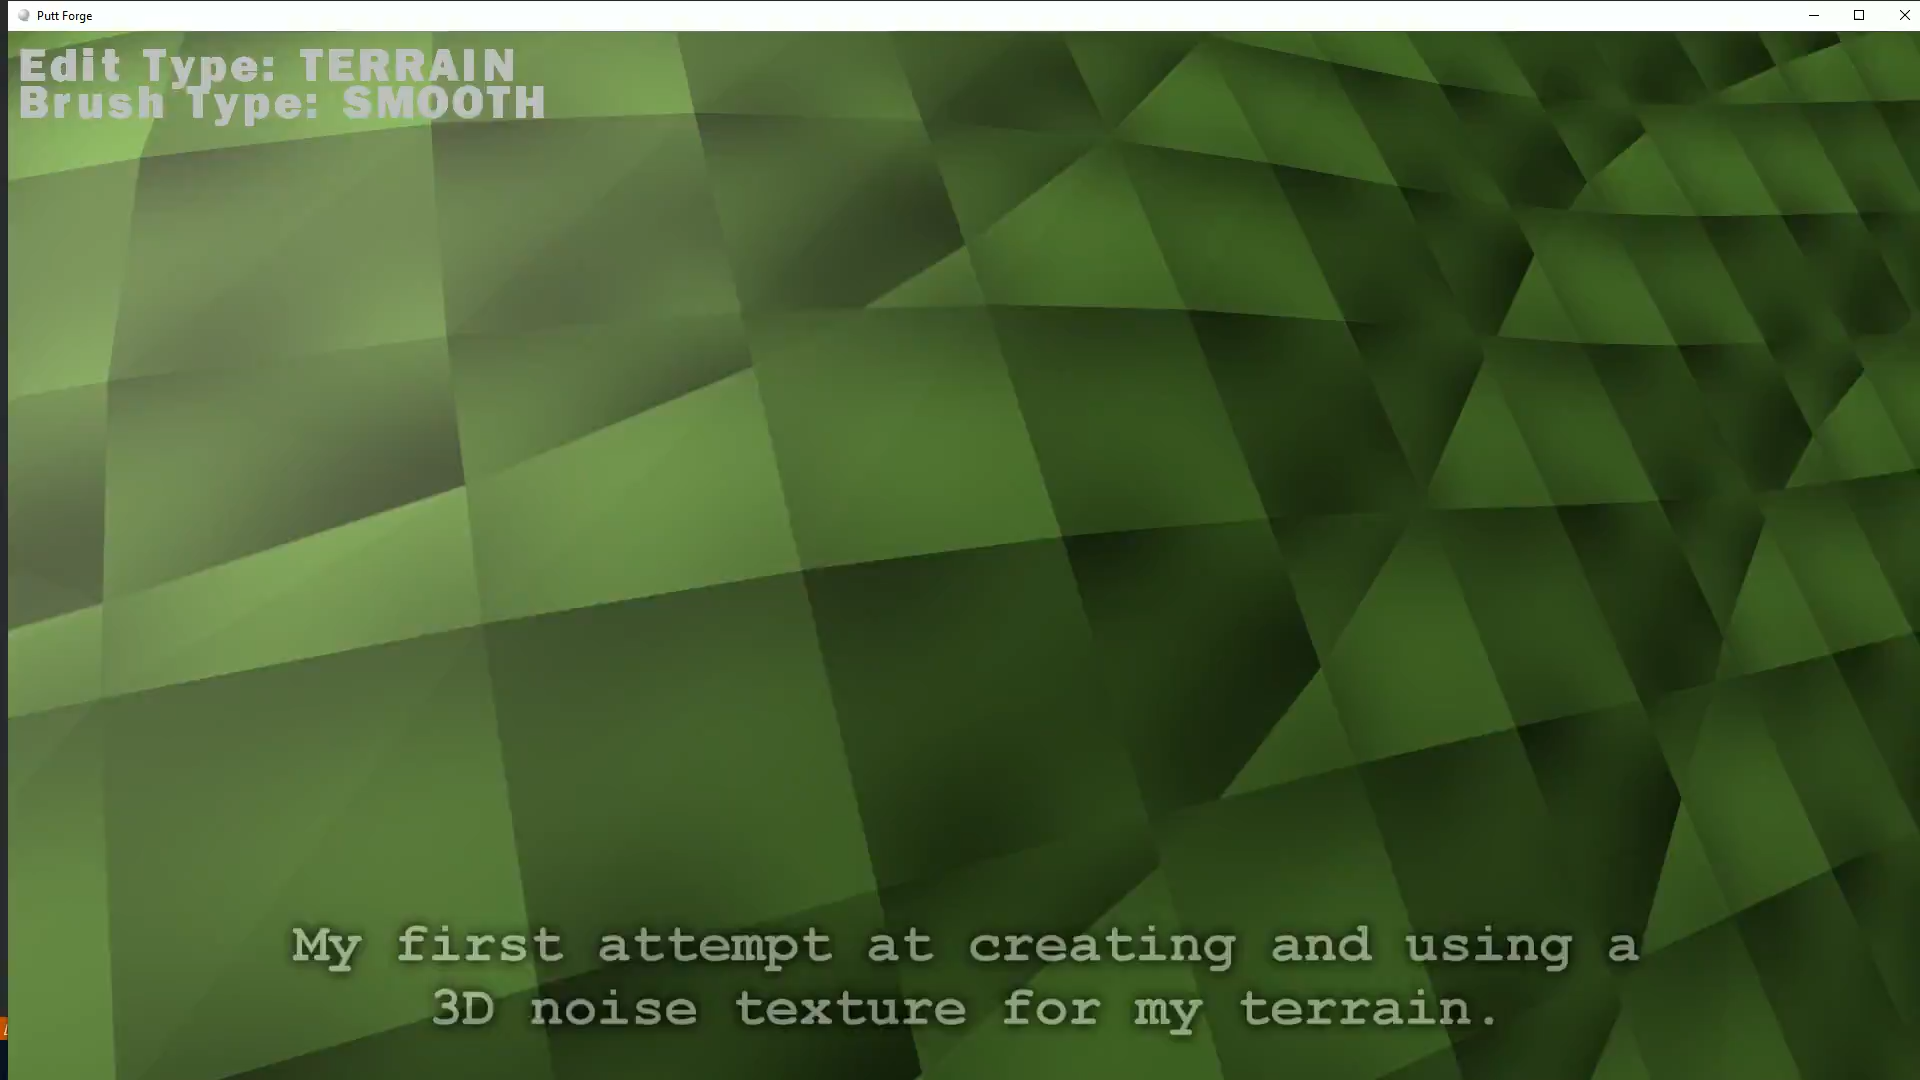 Putt Forge
Edit Type: TERRAIN
Brush Type: SMOOTH
My first attempt at creating and using a
3D noise texture for my terrain.